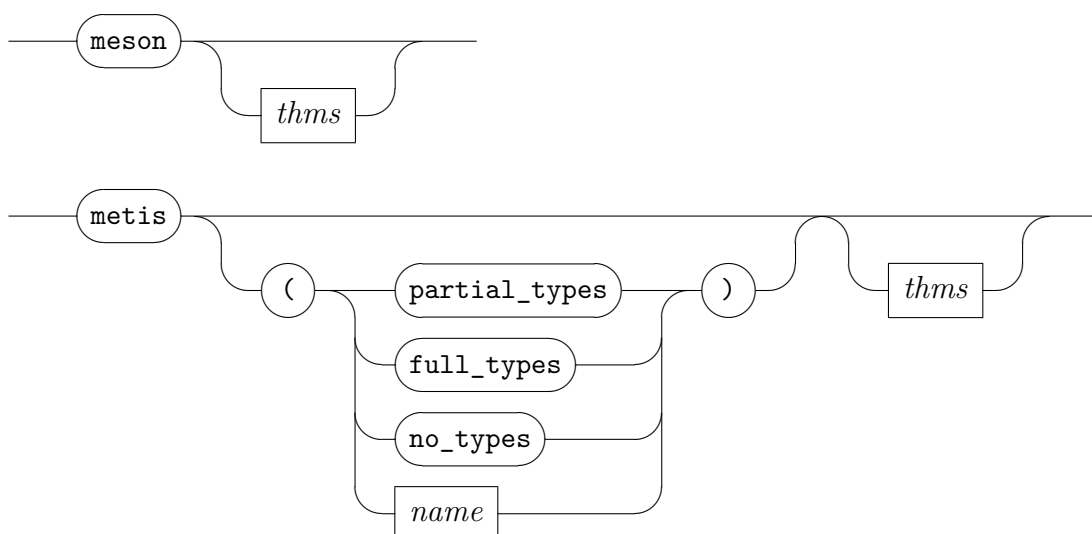 meson
thms
metis
( partial_types ) thms
full_types
no_types
name